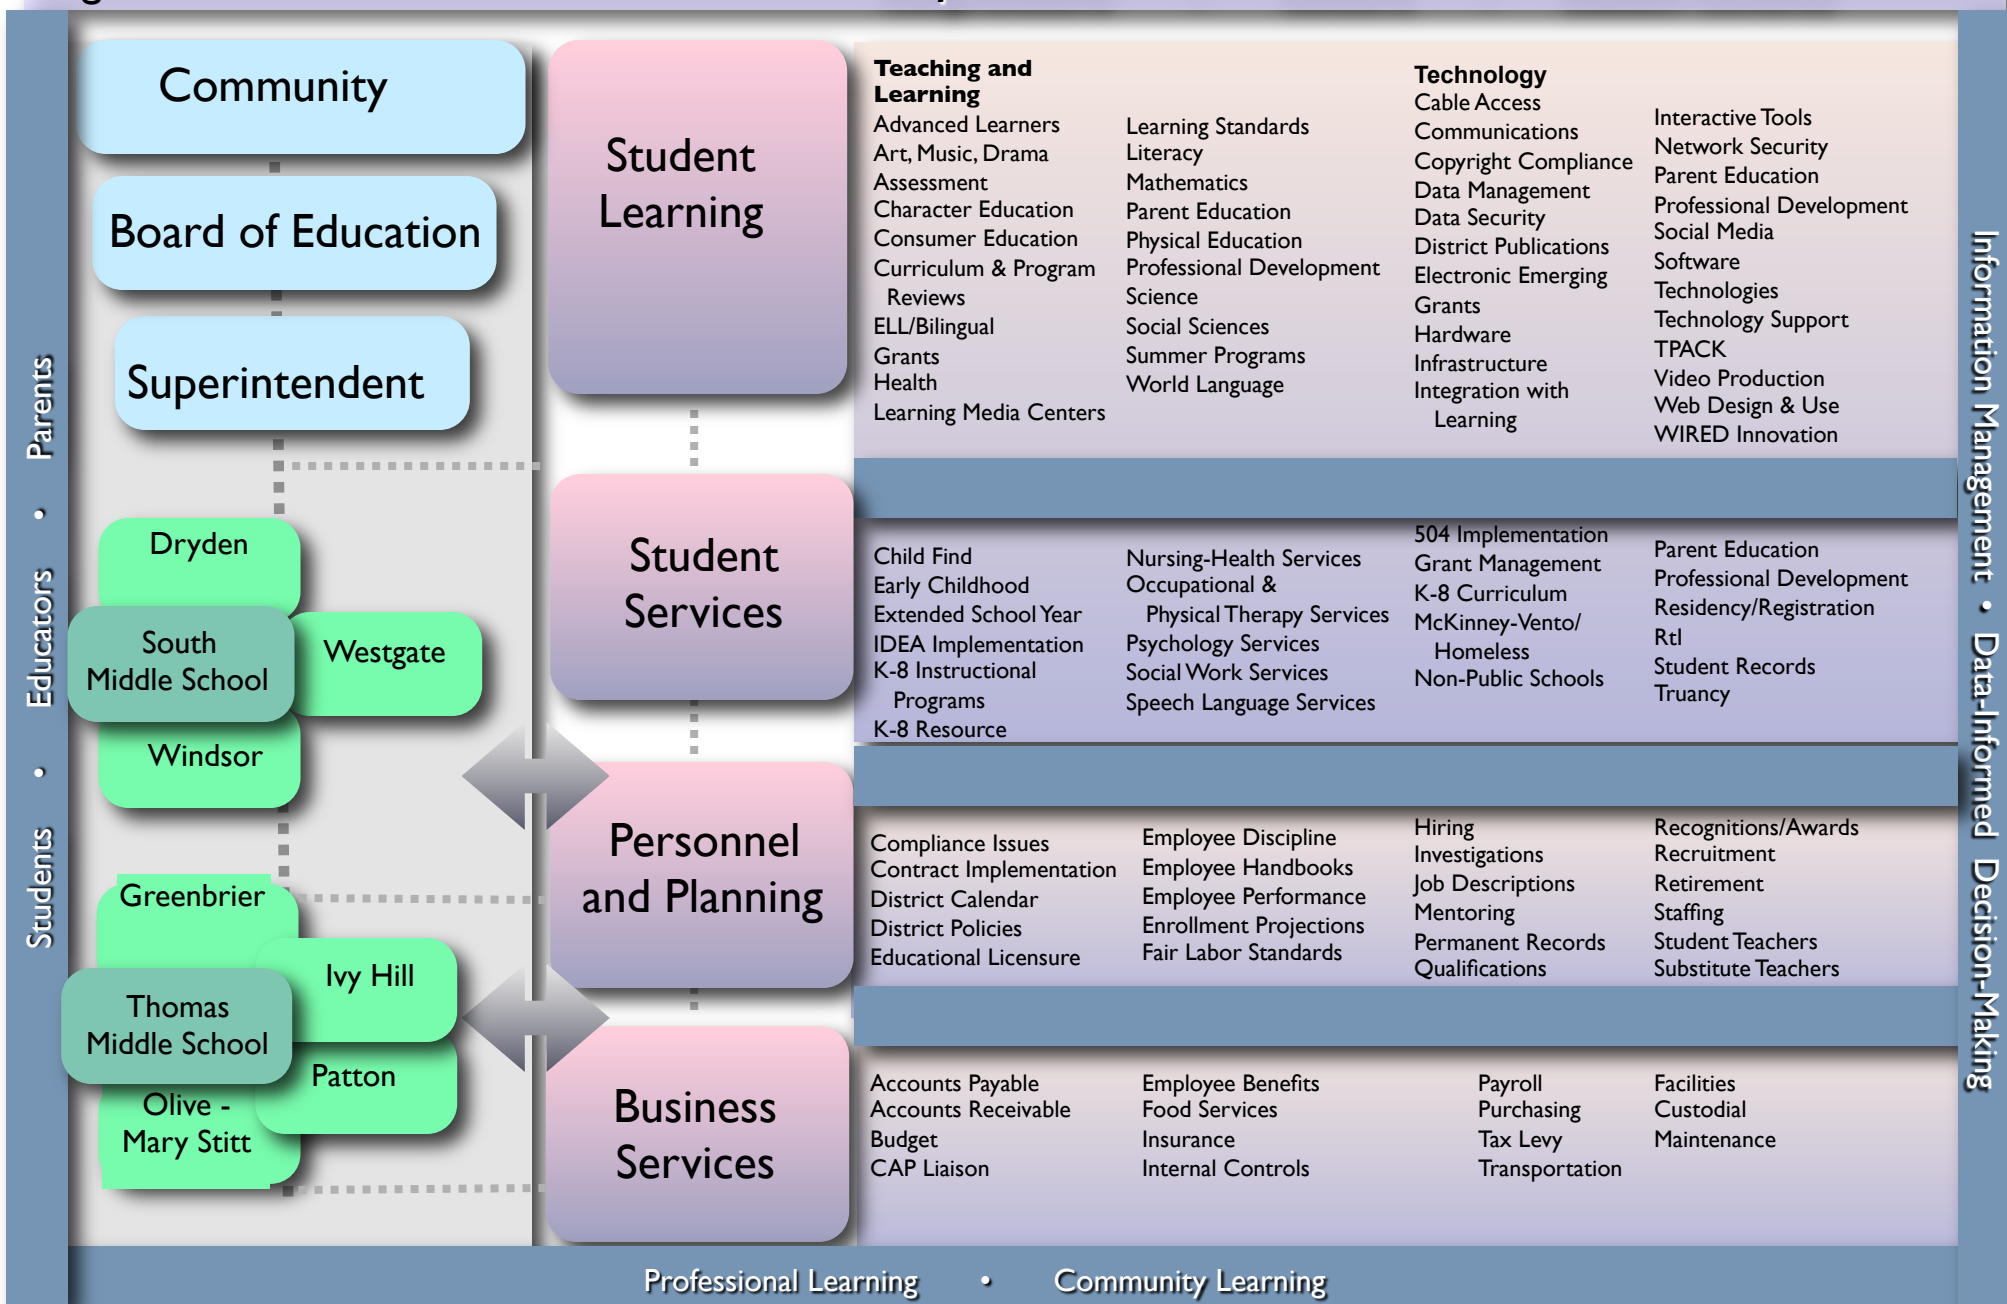 Community
Board of Education
Superintendent
Dryden
South
Middle School
Westgate
Windsor
Greenbrier
Ivy Hill
Thomas
Middle School
Patton
Olive -
Mary Stitt
Parents
•
Educators
•
Students
Student
Learning
Teaching and
Learning
Advanced Learners
Art, Music, Drama
Assessment
Character Education
Consumer Education
Curriculum & Program
Reviews
ELL/Bilingual
Grants
Health
Learning Media Centers
Learning Standards
Literacy
Mathematics
Parent Education
Physical Education
Professional Development
Science
Social Sciences
Summer Programs
World Language
Technology
Cable Access
Communications
Copyright Compliance
Data Management
Data Security
District Publications
Electronic Emerging
Grants
Hardware
Infrastructure
Integration with
Learning
Interactive Tools
Network Security
Parent Education
Professional Development
Social Media
Software
Technologies
Technology Support
TPACK
Video Production
Web Design & Use
WIRED Innovation
Student
Services
Child Find
Early Childhood
Extended School Year
IDEA Implementation
K-8 Instructional
Programs
K-8 Resource
Nursing-Health Services
Occupational &
Physical Therapy Services
Psychology Services
Social Work Services
Speech Language Services
504 Implementation
Grant Management
K-8 Curriculum
McKinney-Vento/
Homeless
Non-Public Schools
Parent Education
Professional Development
Residency/Registration
RtI
Student Records
Truancy
Personnel
and Planning
Compliance Issues
Contract Implementation
District Calendar
District Policies
Educational Licensure
Employee Discipline
Employee Handbooks
Employee Performance
Enrollment Projections
Fair Labor Standards
Hiring
Investigations
Job Descriptions
Mentoring
Permanent Records
Qualifications
Recognitions/Awards
Recruitment
Retirement
Staffing
Student Teachers
Substitute Teachers
Business
Services
Accounts Payable
Accounts Receivable
Budget
CAP Liaison
Employee Benefits
Food Services
Insurance
Internal Controls
Payroll
Purchasing
Tax Levy
Transportation
Facilities
Custodial
Maintenance
Information Management • Data-Informed Decision-Making
Professional Learning • Community Learning